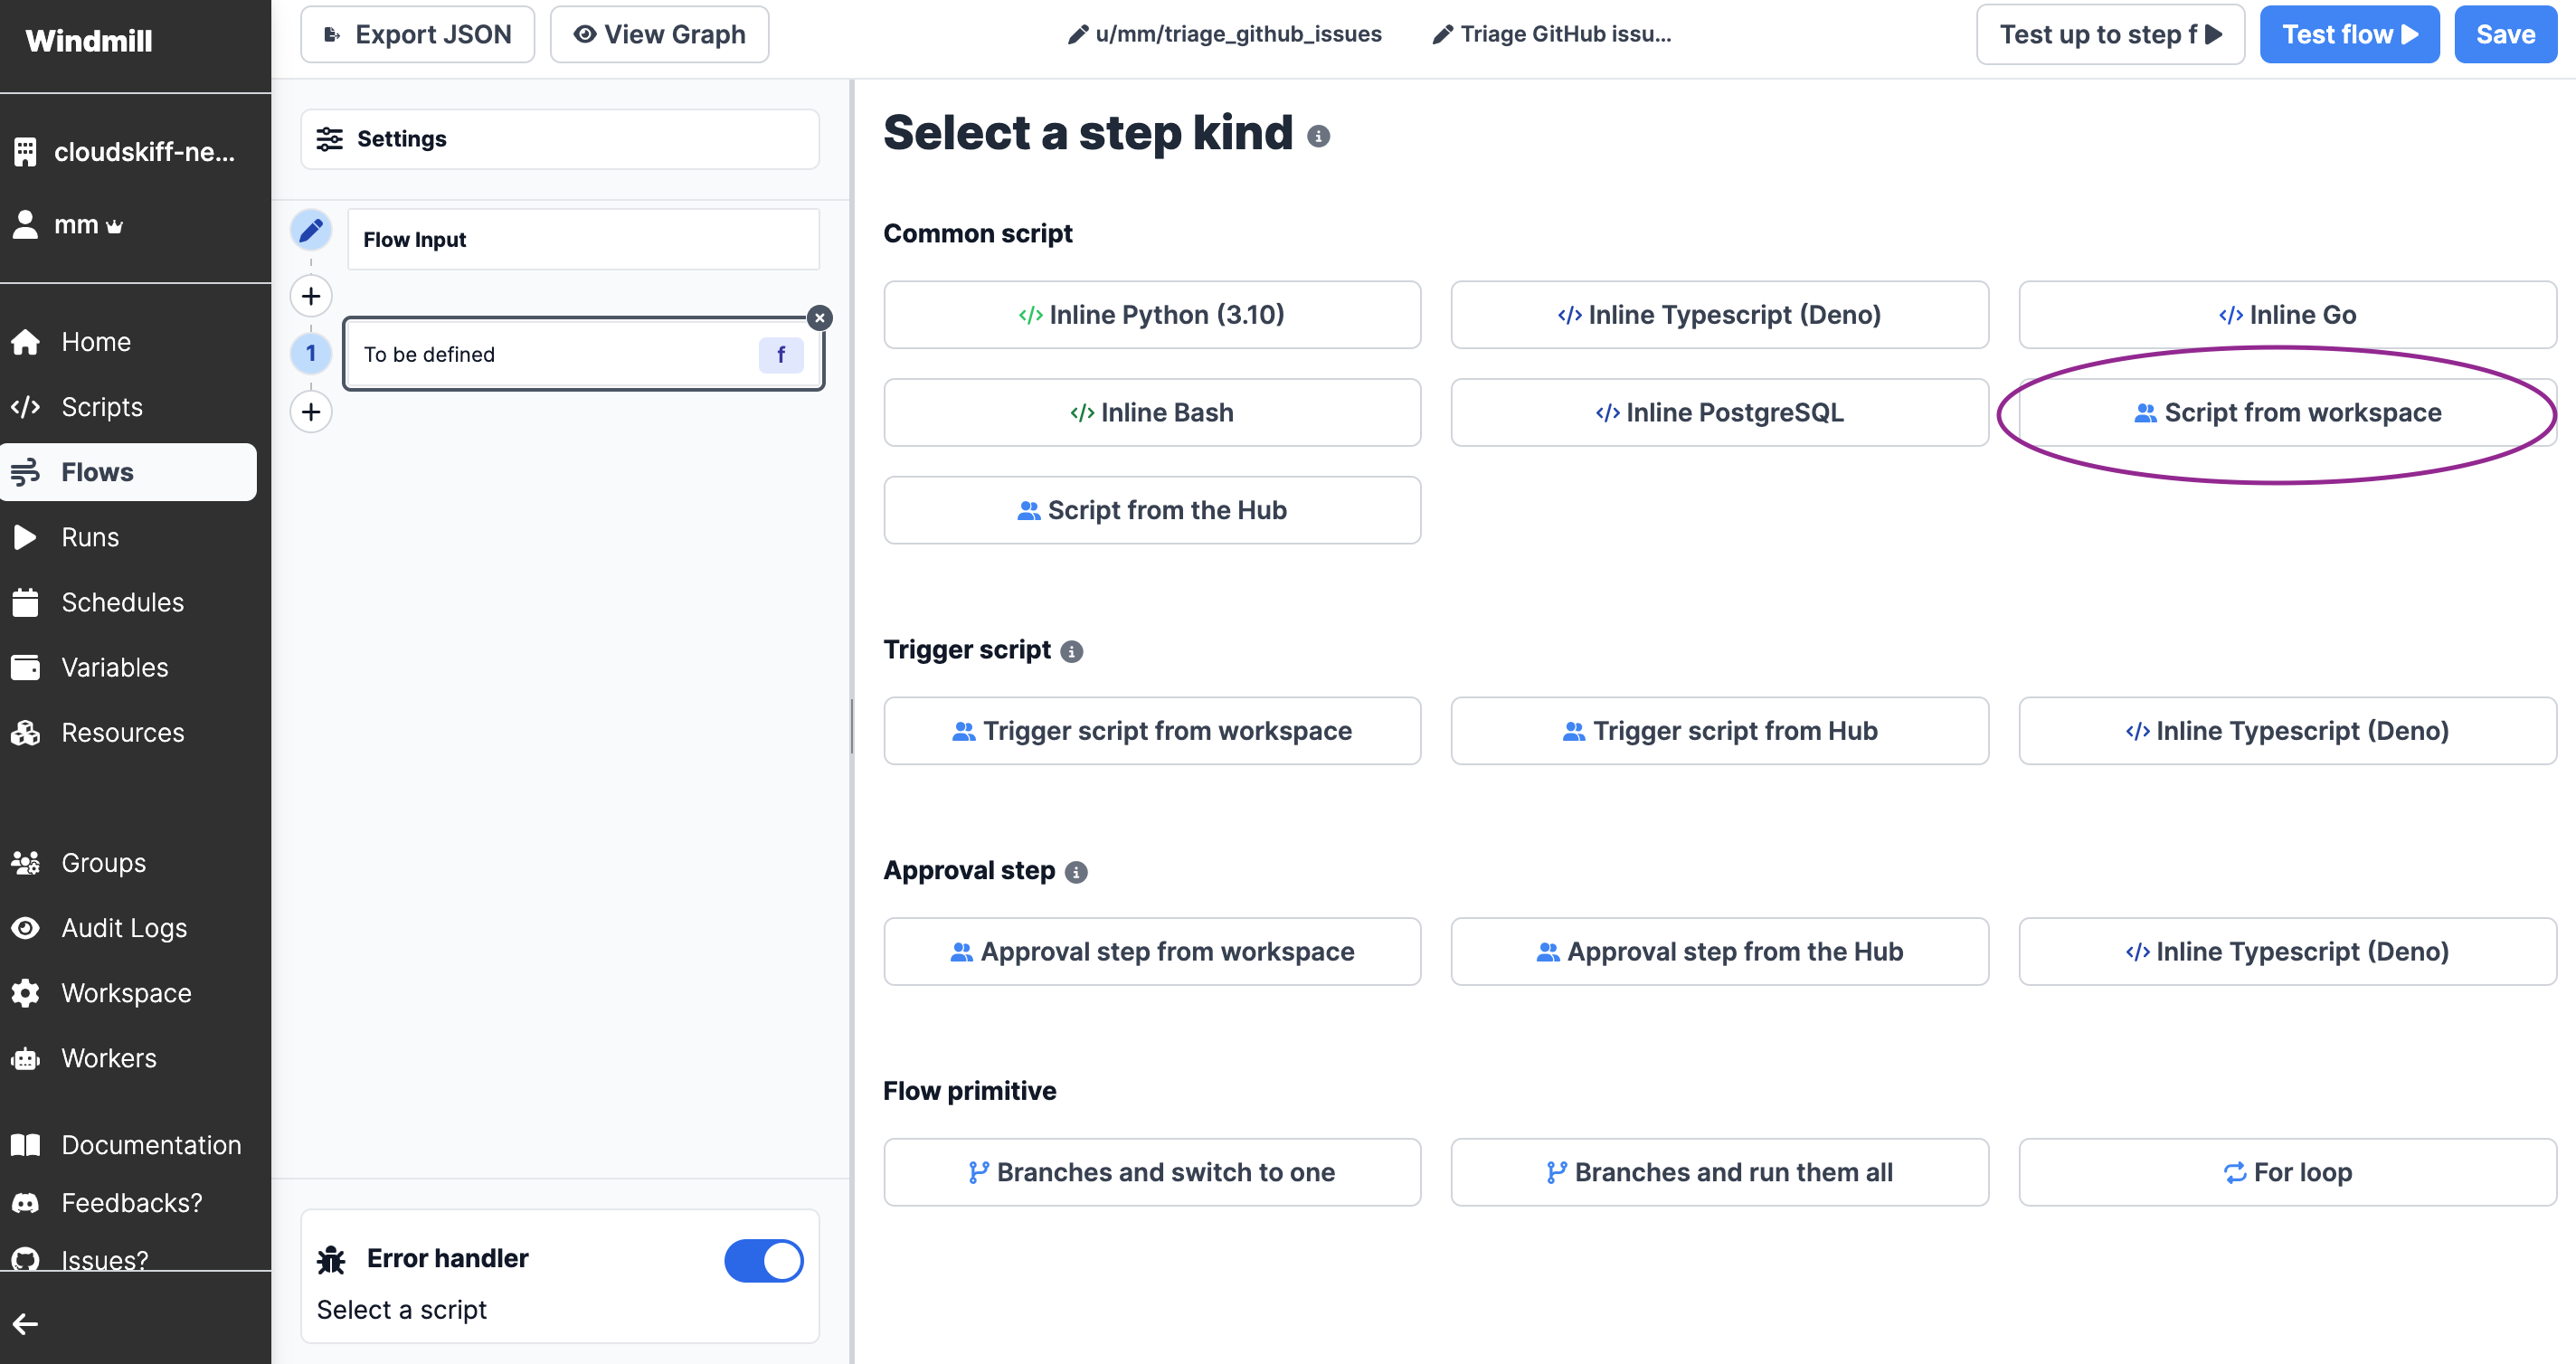 Windmill
cloudskiff-ne...
mm
Home
Scripts
Flows
Runs
Schedules
Variables
Resources
Groups
Audit Logs
Workspace
Workers
Documentation
Feedbacks?
Issues?
Export JSON
View Graph
u/mm/triage_github_issues
Triage GitHub issu...
Test up to step f
Test flow
Save
Settings
Flow Input
1
To be defined
f
Error handler
Select a script
Select a step kind
Common script
</> Inline Python (3.10)
</> Inline Typescript (Deno)
</> Inline Go
</> Inline Bash
</> Inline PostgreSQL
Script from workspace
Script from the Hub
Trigger script
Trigger script from workspace
Trigger script from Hub
</> Inline Typescript (Deno)
Approval step
Approval step from workspace
Approval step from the Hub
</> Inline Typescript (Deno)
Flow primitive
Branches and switch to one
Branches and run them all
For loop